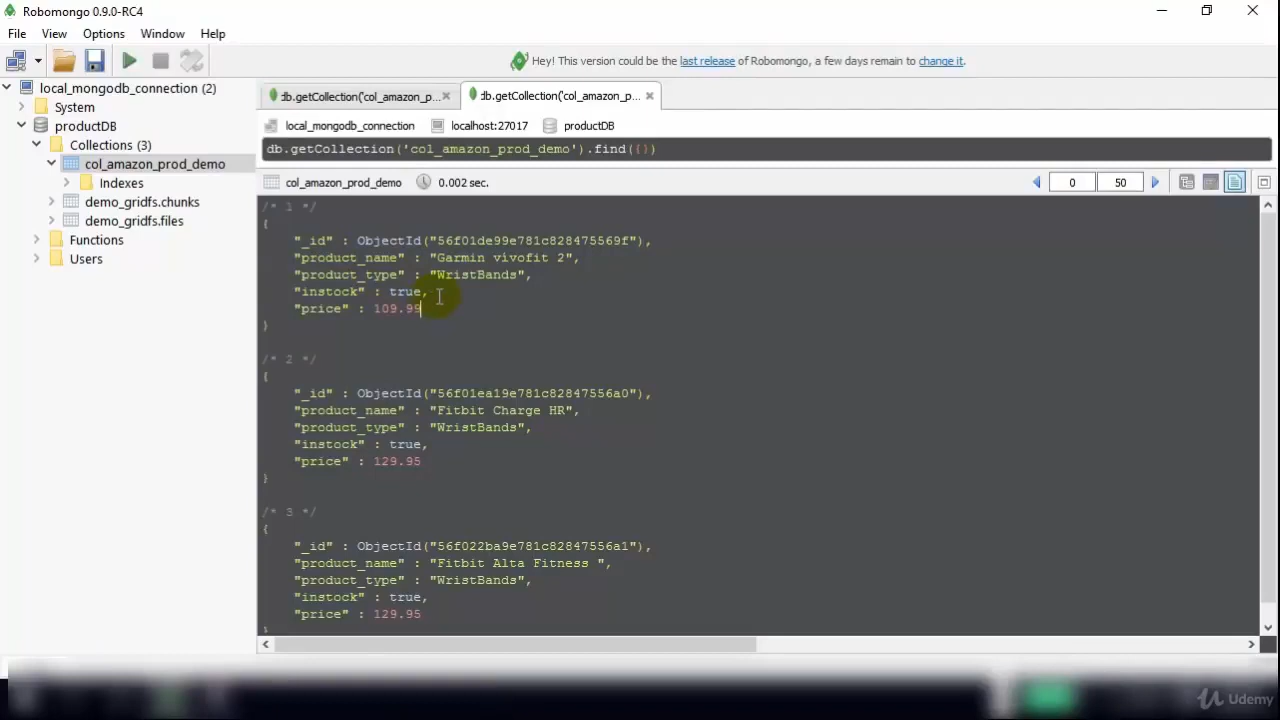 Robomongo 0.9.0-RC4
File View Options Window Help
Hey! This version could be the last release of Robomongo, a few days remain to change it.
local_mongodb_connection (2)
System
productDB
Collections (3)
col_amazon_prod_demo
Indexes
demo_gridfs.chunks
demo_gridfs.files
Functions
Users
db.getCollection('col_amazon_p... db.getCollection('col_amazon_p...
local_mongodb_connection localhost:27017 productDB
db.getCollection('col_amazon_prod_demo').find({})
col_amazon_prod_demo 0.002 sec. 0 50
/* 1 */
{
"_id" : ObjectId("56f01de99e781c828475569f"),
"product_name" : "Garmin vívofit 2",
"product_type" : "WristBands",
"instock" : true,
"price" : 109.99
}
/* 2 */
{
"_id" : ObjectId("56f01ea19e781c82847556a0"),
"product_name" : "Fitbit Charge HR",
"product_type" : "WristBands",
"instock" : true,
"price" : 129.95
}
/* 3 */
{
"_id" : ObjectId("56f022ba9e781c82847556a1"),
"product_name" : "Fitbit Alta Fitness ",
"product_type" : "WristBands",
"instock" : true,
"price" : 129.95
}
Udemy